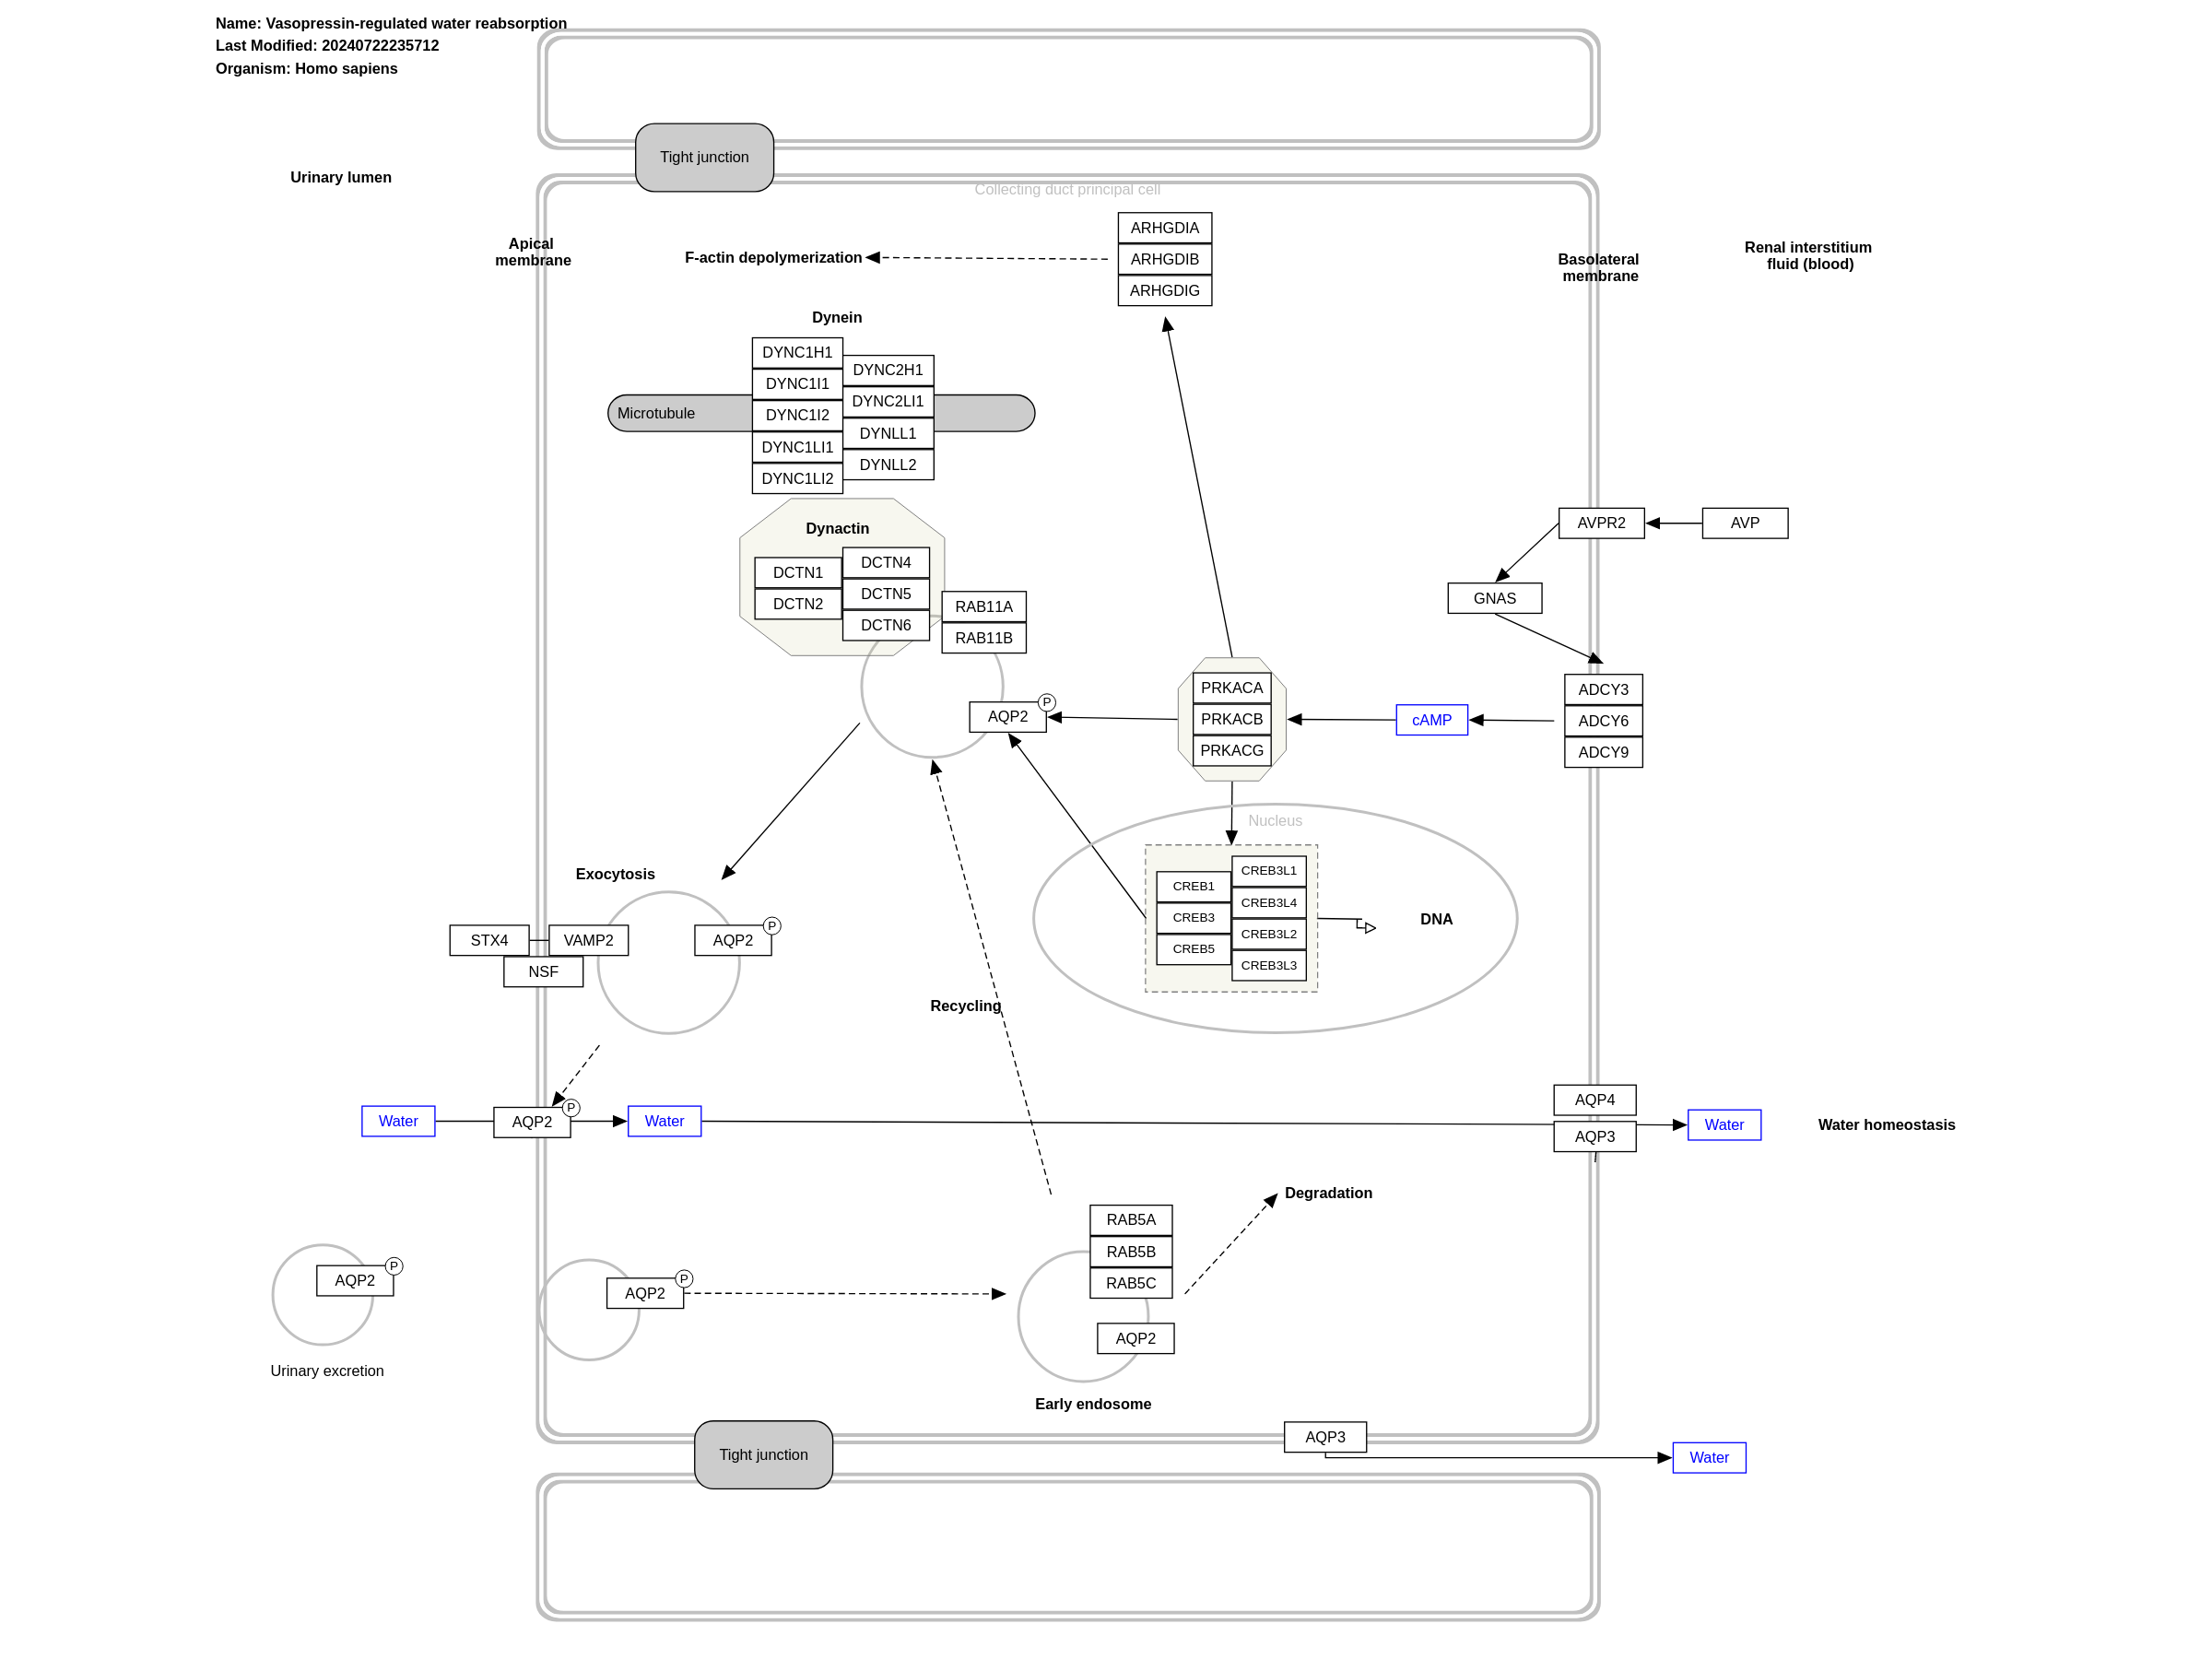 Name: Vasopressin-regulated water reabsorption
Last Modified: 20240722235712
Organism: Homo sapiens
Tight junction
Urinary lumen
Collecting duct principal cell
Apical
membrane
F-actin depolymerization
ARHGDIA
ARHGDIB
ARHGDIG
Basolateral
membrane
Renal interstitium
fluid (blood)
Dynein
DYNC1H1
DYNC1I1
DYNC1I2
DYNC1LI1
DYNC1LI2
DYNC2H1
DYNC2LI1
DYNLL1
DYNLL2
Microtubule
Dynactin
DCTN1
DCTN2
DCTN4
DCTN5
DCTN6
RAB11A
RAB11B
AVPR2
AVP
GNAS
AQP2
P
PRKACA
PRKACB
PRKACG
cAMP
ADCY3
ADCY6
ADCY9
Nucleus
CREB1
CREB3
CREB5
CREB3L1
CREB3L4
CREB3L2
CREB3L3
DNA
Exocytosis
STX4
VAMP2
NSF
AQP2
P
Recycling
Water
AQP2
P
Water
AQP4
AQP3
Water
Water homeostasis
Degradation
RAB5A
RAB5B
RAB5C
AQP2
P
AQP2
P
AQP2
Urinary excretion
Early endosome
Tight junction
AQP3
Water